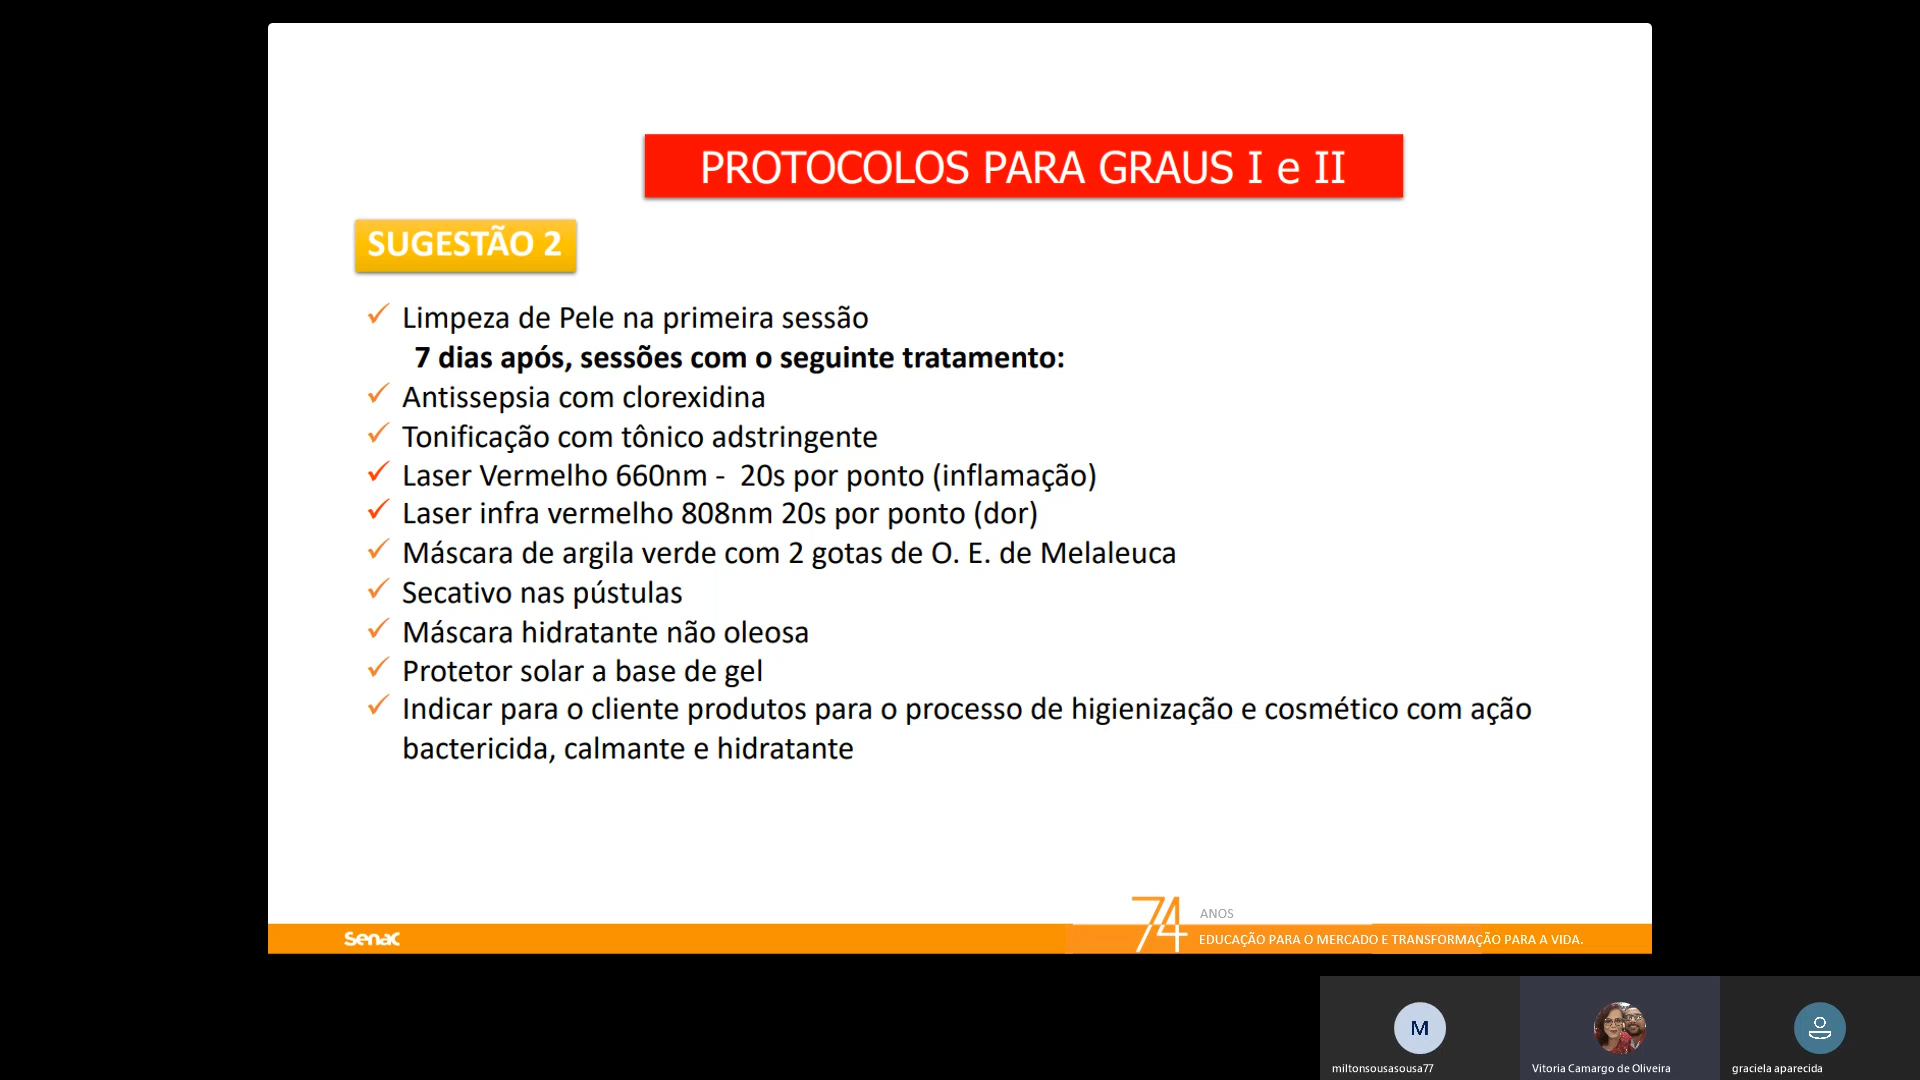 PROTOCOLOS PARA GRAUS I e II
SUGESTÃO 2
Limpeza de Pele na primeira sessão
7 dias após, sessões com o seguinte tratamento:
Antissepsia com clorexidina
Tonificação com tônico adstringente
Laser Vermelho 660nm - 20s por ponto (inflamação)
Laser infra vermelho 808nm 20s por ponto (dor)
Máscara de argila verde com 2 gotas de O. E. de Melaleuca
Secativo nas pústulas
Máscara hidratante não oleosa
Protetor solar a base de gel
Indicar para o cliente produtos para o processo de higienização e cosmético com ação
bactericida, calmante e hidratante
senac
74 ANOS
EDUCAÇÃO PARA O MERCADO E TRANSFORMAÇÃO PARA A VIDA.
M
miltonsousasousa77
Vitoria Camargo de Oliveira
graciela aparecida